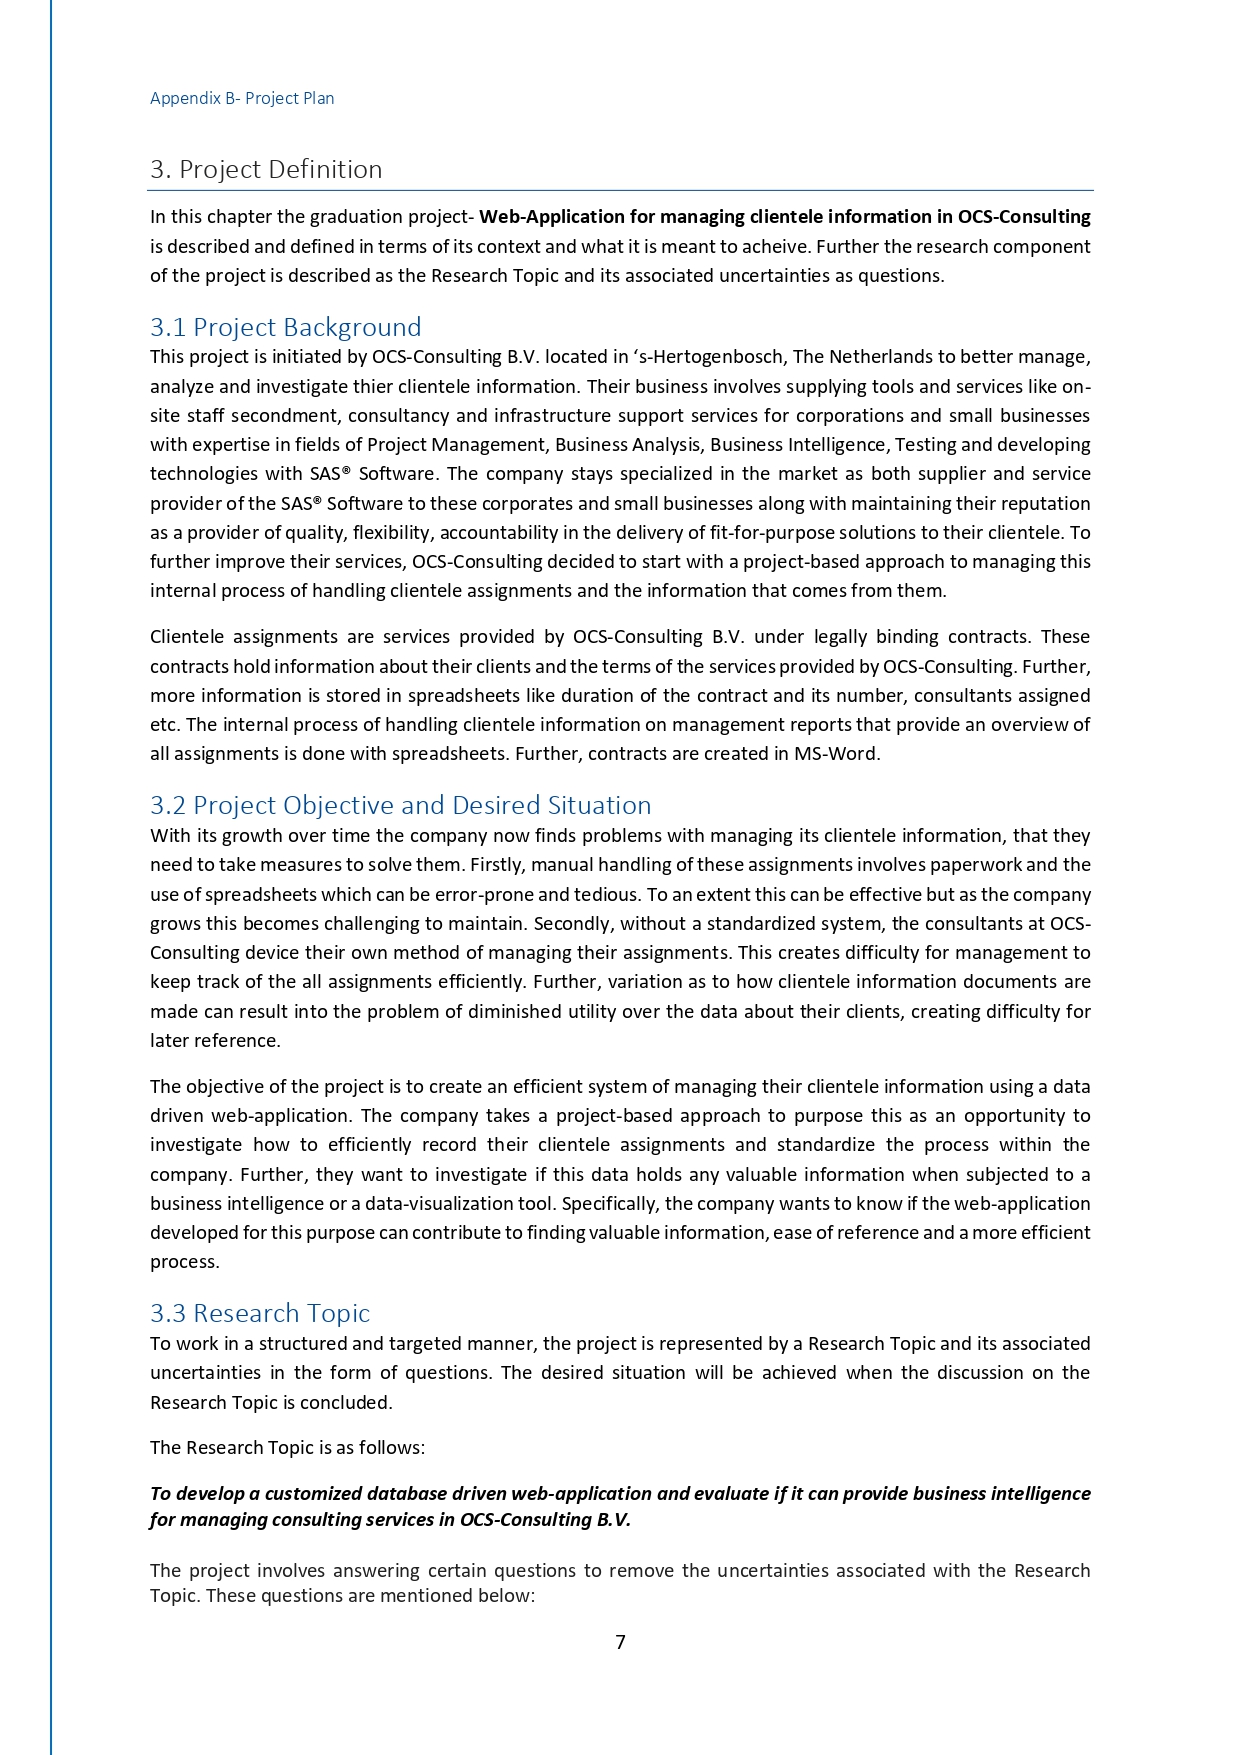 Appendix B- Project Plan
3. Project Definition
In this chapter the graduation project- Web-Application for managing clientele information in OCS-Consulting
is described and defined in terms of its context and what it is meant to acheive. Further the research component
of the project is described as the Research Topic and its associated uncertainties as questions.
3.1 Project Background
This project is initiated by OCS-Consulting B.V. located in ‘s-Hertogenbosch, The Netherlands to better manage,
analyze and investigate thier clientele information. Their business involves supplying tools and services like on-
site staff secondment, consultancy and infrastructure support services for corporations and small businesses
with expertise in fields of Project Management, Business Analysis, Business Intelligence, Testing and developing
technologies with SAS® Software. The company stays specialized in the market as both supplier and service
provider of the SAS® Software to these corporates and small businesses along with maintaining their reputation
as a provider of quality, flexibility, accountability in the delivery of fit-for-purpose solutions to their clientele. To
further improve their services, OCS-Consulting decided to start with a project-based approach to managing this
internal process of handling clientele assignments and the information that comes from them.
Clientele assignments are services provided by OCS-Consulting B.V. under legally binding contracts. These
contracts hold information about their clients and the terms of the services provided by OCS-Consulting. Further,
more information is stored in spreadsheets like duration of the contract and its number, consultants assigned
etc. The internal process of handling clientele information on management reports that provide an overview of
all assignments is done with spreadsheets. Further, contracts are created in MS-Word.
3.2 Project Objective and Desired Situation
With its growth over time the company now finds problems with managing its clientele information, that they
need to take measures to solve them. Firstly, manual handling of these assignments involves paperwork and the
use of spreadsheets which can be error-prone and tedious. To an extent this can be effective but as the company
grows this becomes challenging to maintain. Secondly, without a standardized system, the consultants at OCS-
Consulting device their own method of managing their assignments. This creates difficulty for management to
keep track of the all assignments efficiently. Further, variation as to how clientele information documents are
made can result into the problem of diminished utility over the data about their clients, creating difficulty for
later reference.
The objective of the project is to create an efficient system of managing their clientele information using a data
driven web-application. The company takes a project-based approach to purpose this as an opportunity to
investigate how to efficiently record their clientele assignments and standardize the process within the
company. Further, they want to investigate if this data holds any valuable information when subjected to a
business intelligence or a data-visualization tool. Specifically, the company wants to know if the web-application
developed for this purpose can contribute to finding valuable information, ease of reference and a more efficient
process.
3.3 Research Topic
To work in a structured and targeted manner, the project is represented by a Research Topic and its associated
uncertainties in the form of questions. The desired situation will be achieved when the discussion on the
Research Topic is concluded.
The Research Topic is as follows:
To develop a customized database driven web-application and evaluate if it can provide business intelligence
for managing consulting services in OCS-Consulting B.V.
The project involves answering certain questions to remove the uncertainties associated with the Research
Topic. These questions are mentioned below:
7